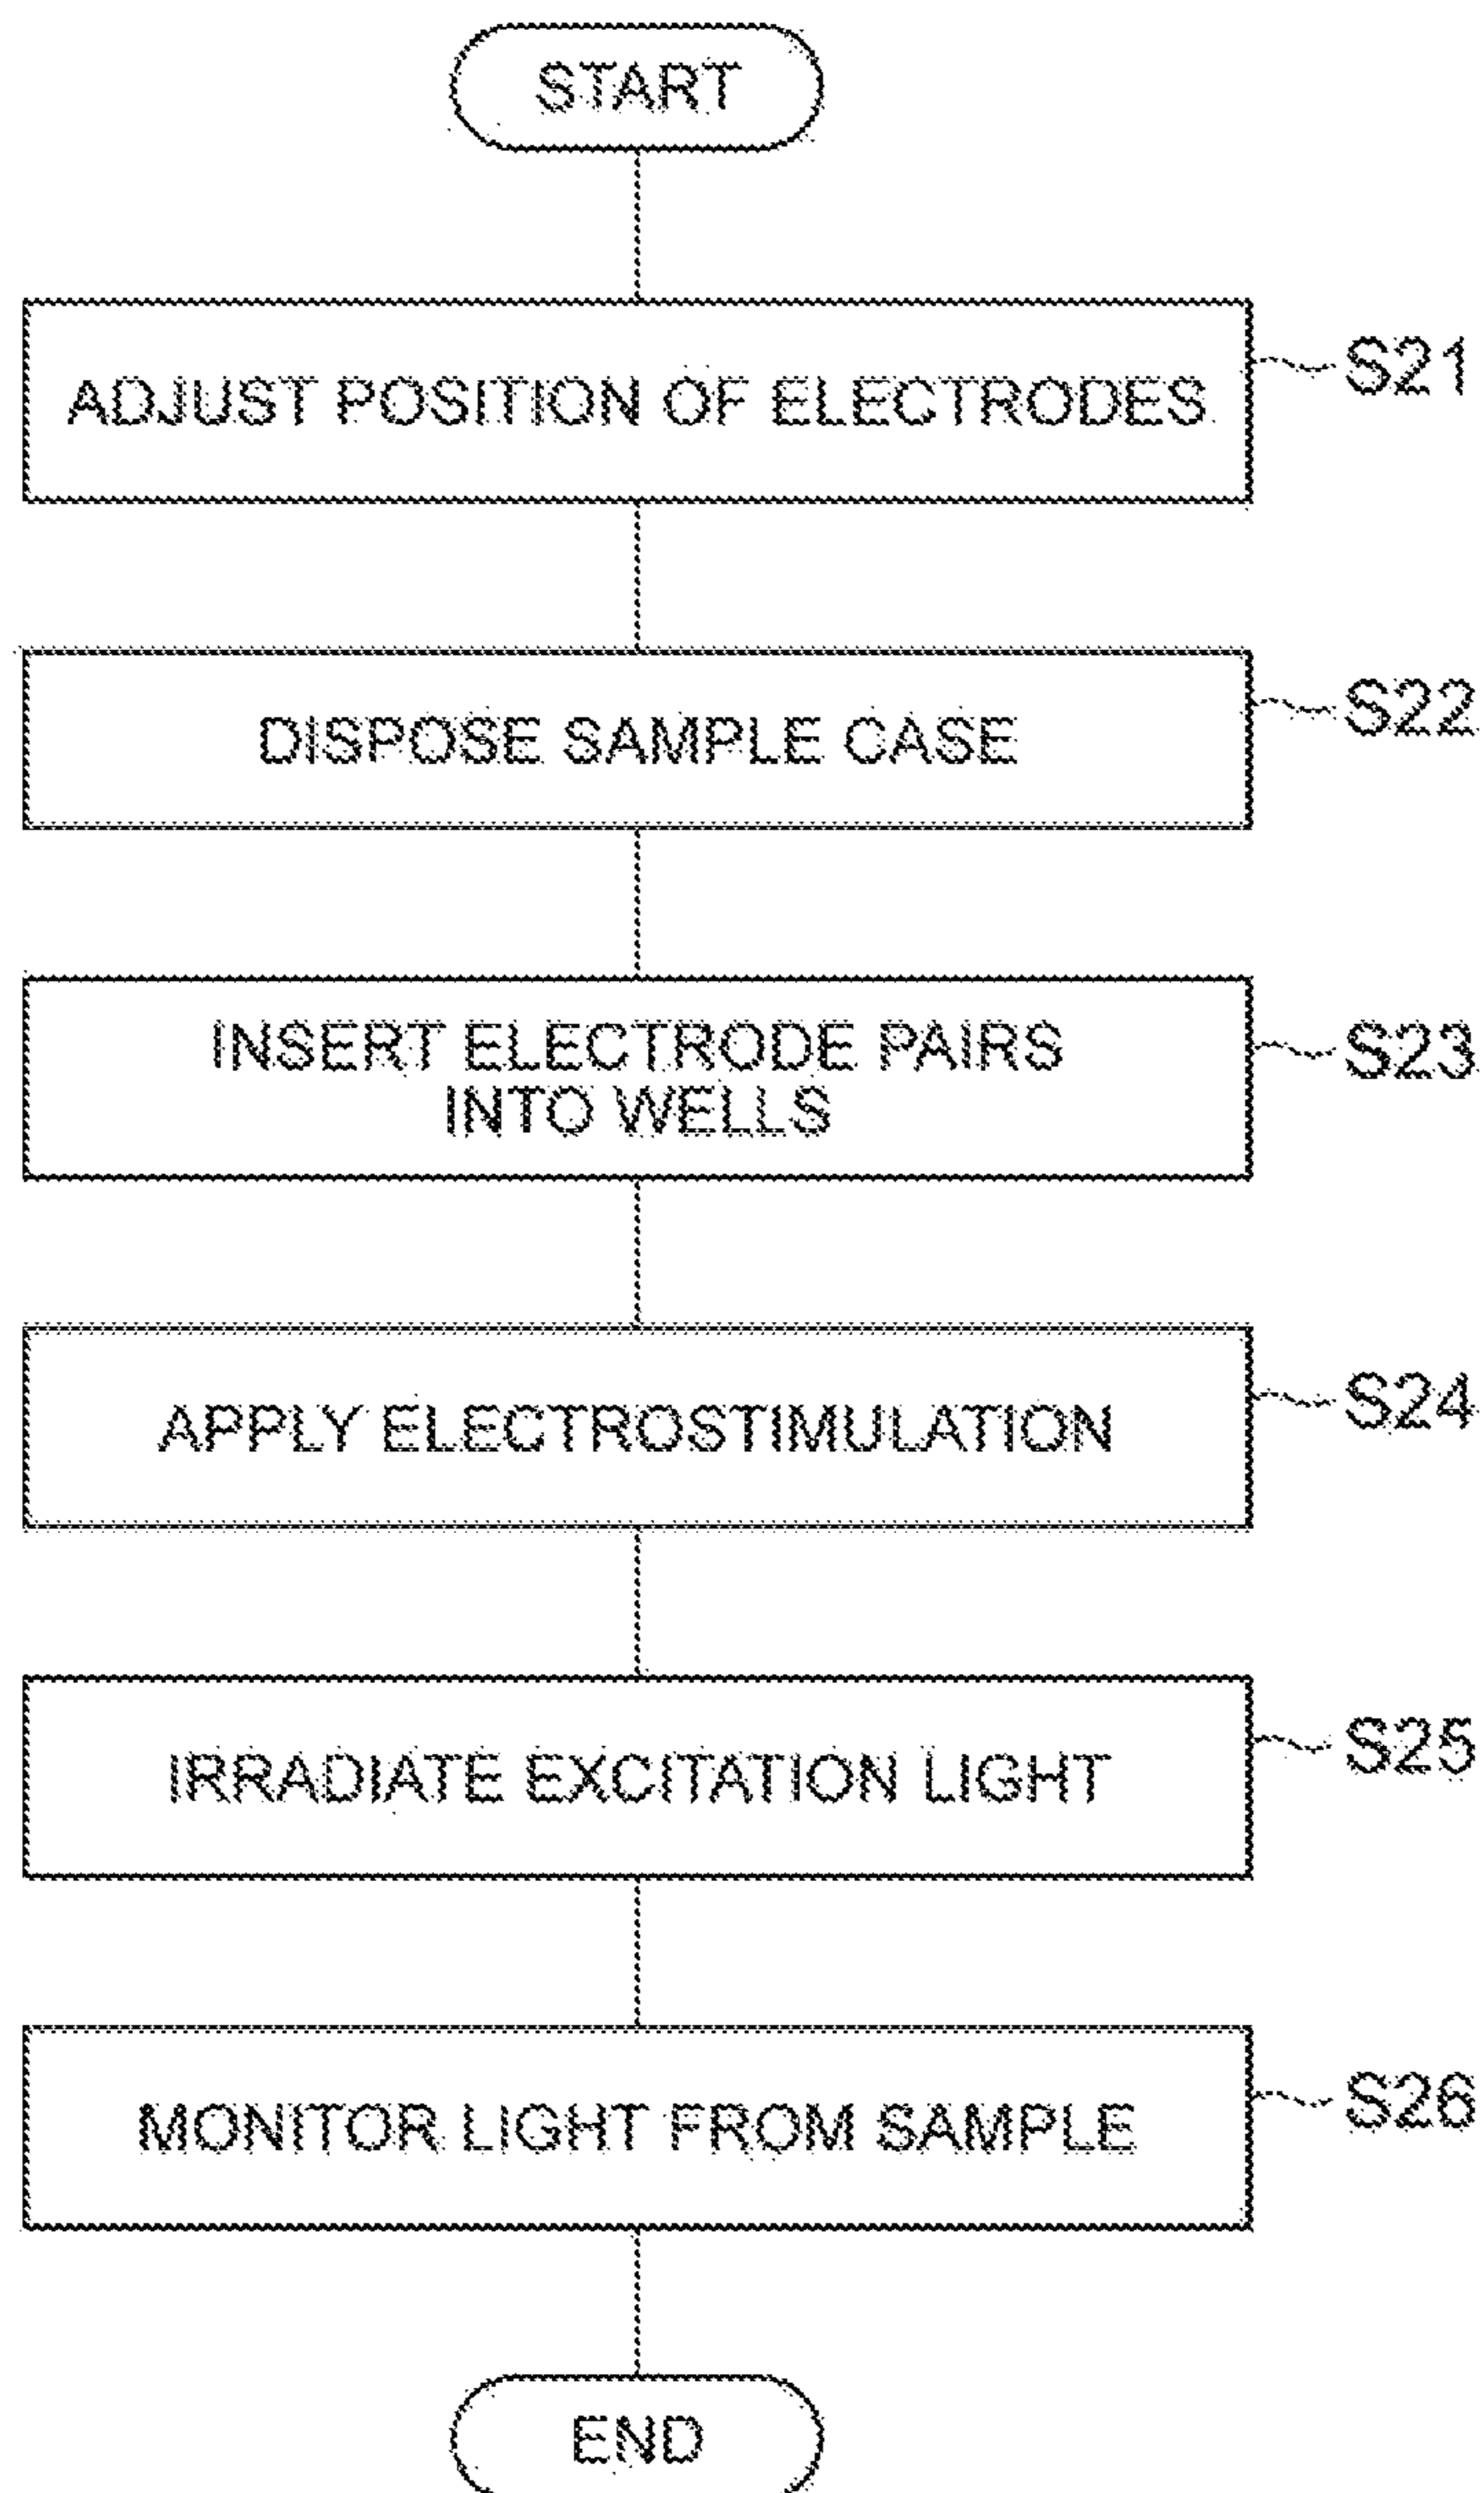 START
ADJUST POSITION OF ELECTRODES
S21
DISPOSE SAMPLE CASE
S22
INSERT ELECTRODE PAIRS
INTO WELLS
S23
APPLY ELECTROSTIMULATION
S24
IRRADIATE EXCITATION LIGHT
S25
MONITOR LIGHT FROM SAMPLE
S26
END